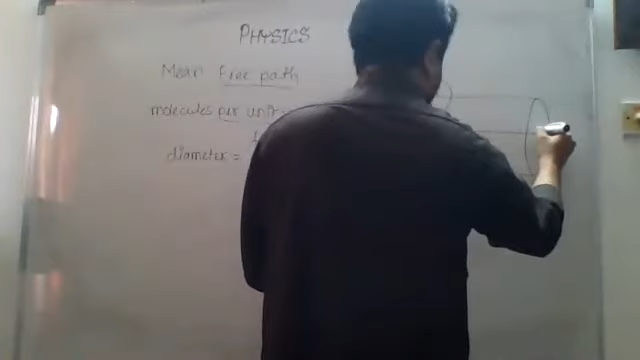 PHYSICS
Mean Free path
molecules per unit
diameter =